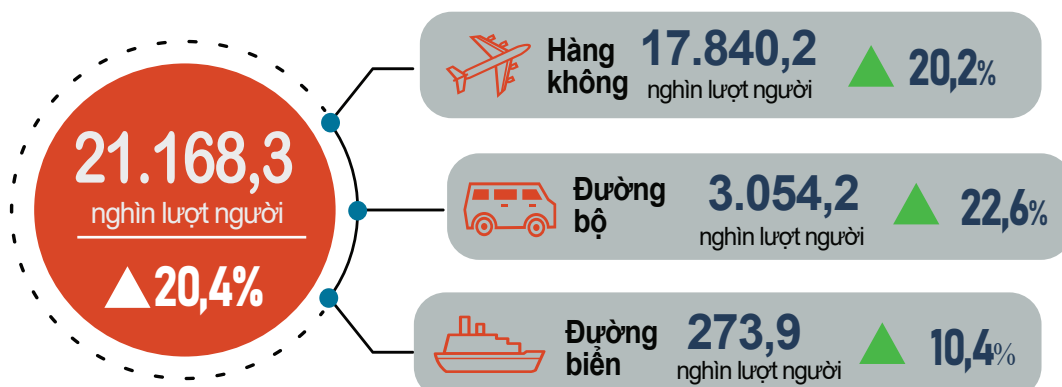 21.168,3
nghìn lượt người
▲20,4%
Hàng
không
17.840,2
nghìn lượt người
▲ 20,2%
Đường
bộ
3.054,2
nghìn lượt người
▲ 22,6%
Đường
biển
273,9
nghìn lượt người
▲ 10,4%